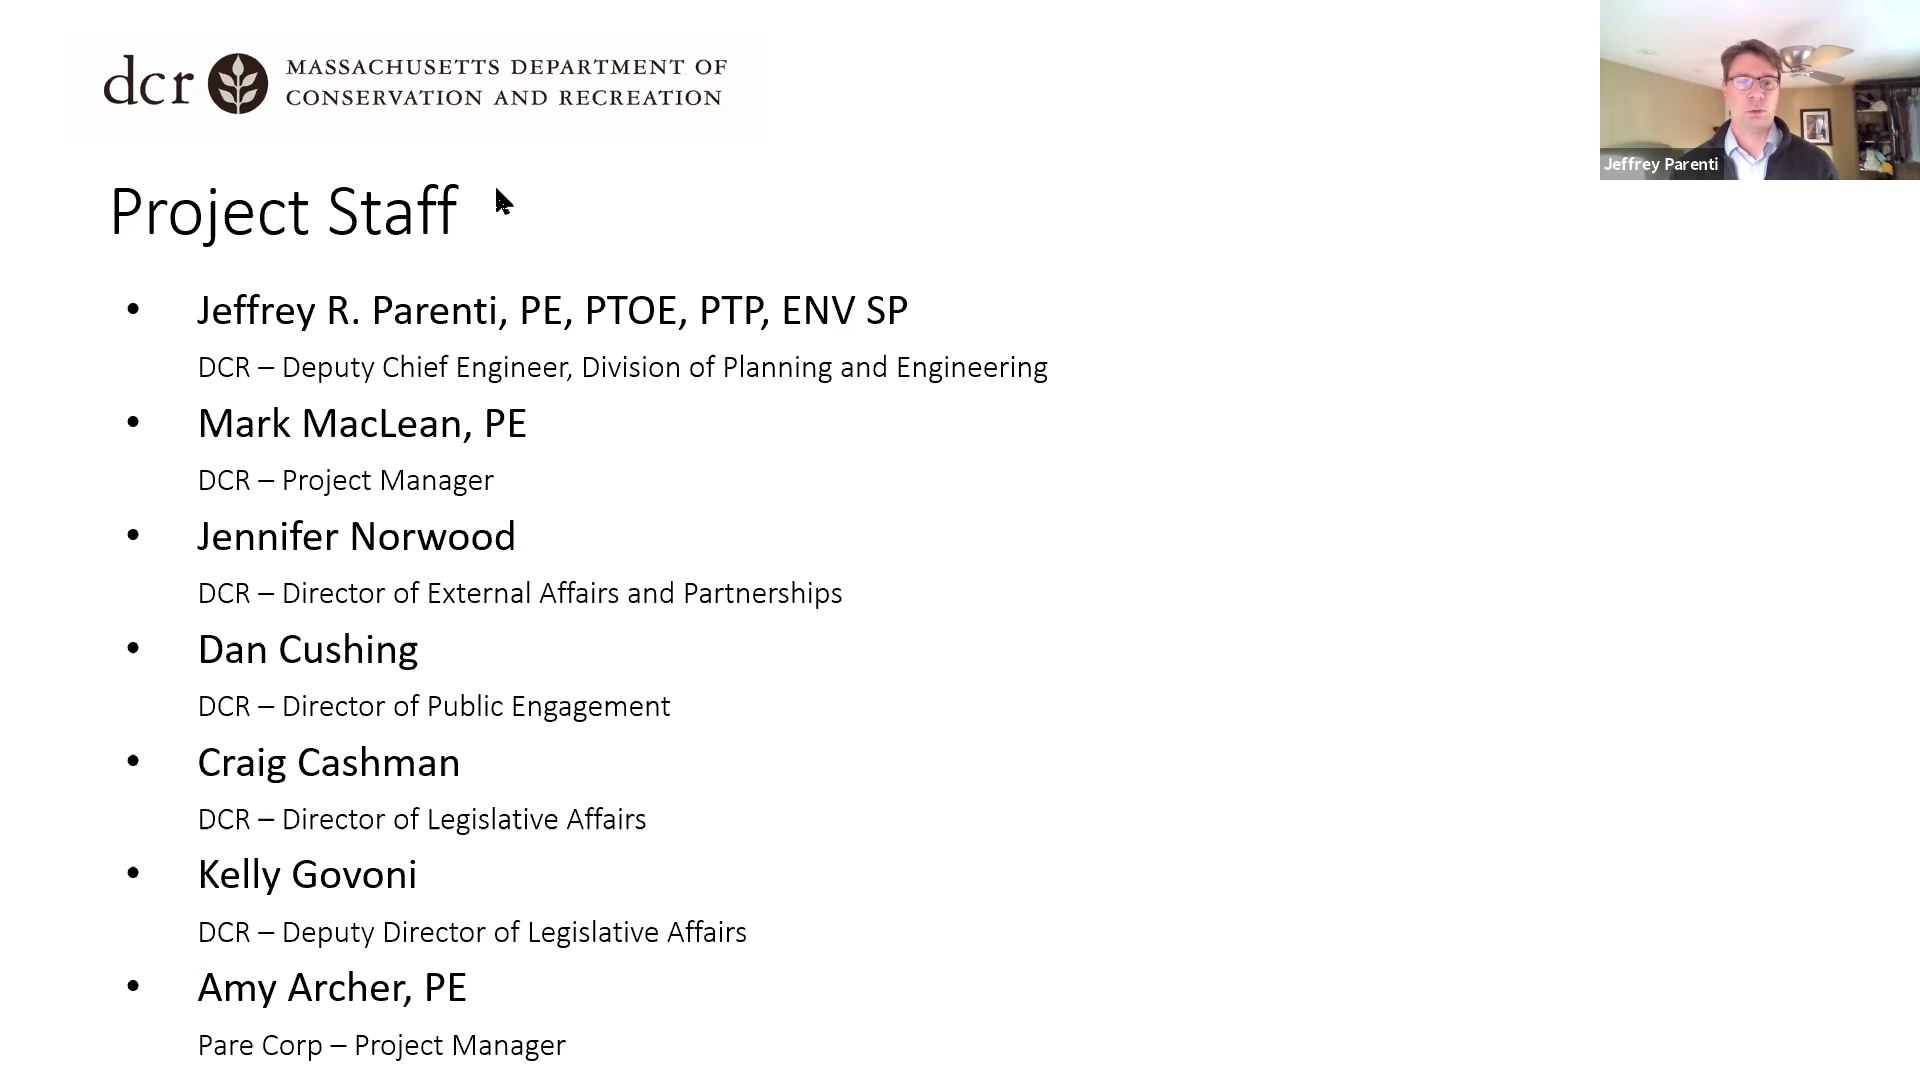 dcr MASSACHUSETTS DEPARTMENT OF
CONSERVATION AND RECREATION
Jeffrey Parenti
Project Staff
• Jeffrey R. Parenti, PE, PTOE, PTP, ENV SP
DCR – Deputy Chief Engineer, Division of Planning and Engineering
• Mark MacLean, PE
DCR – Project Manager
• Jennifer Norwood
DCR – Director of External Affairs and Partnerships
• Dan Cushing
DCR – Director of Public Engagement
• Craig Cashman
DCR – Director of Legislative Affairs
• Kelly Govoni
DCR – Deputy Director of Legislative Affairs
• Amy Archer, PE
Pare Corp – Project Manager